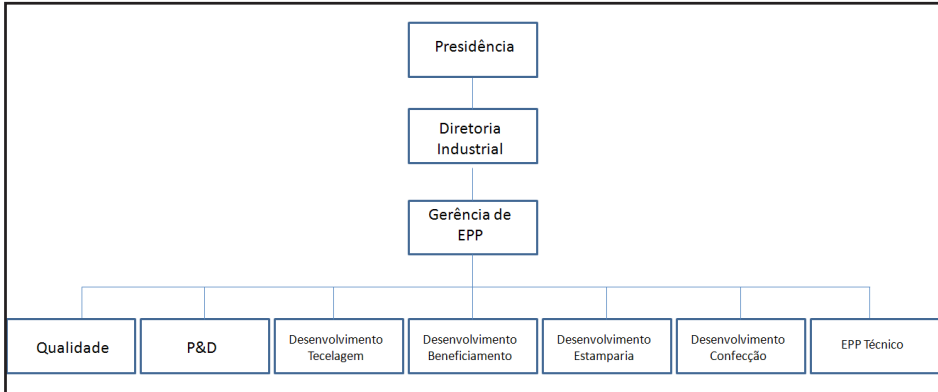 Presidência
Diretoria
Industrial
Gerência de
EPP
Qualidade
P&D
Desenvolvimento
Tecelagem
Desenvolvimento
Beneficiamento
Desenvolvimento
Estamparia
Desenvolvimento
Confecção
EPP Técnico